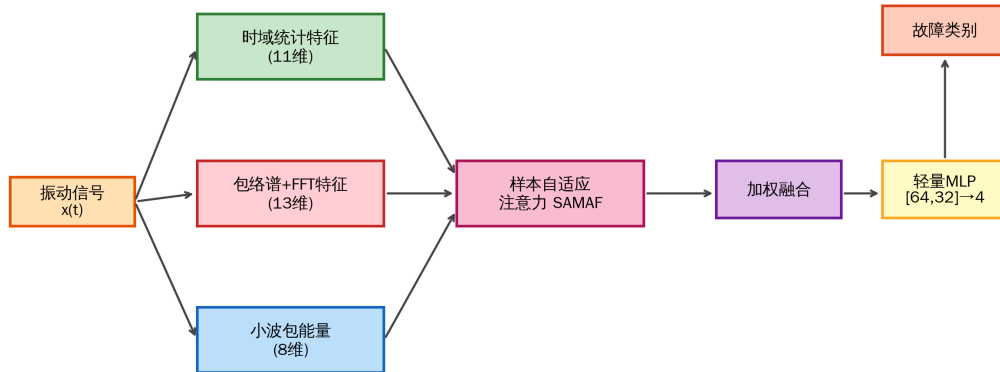 时域统计特征
(11维)
故障类别
振动信号
x(t)
包络谱+FFT特征
(13维)
样本自适应
注意力 SAMAF
加权融合
轻量MLP
[64,32]→4
小波包能量
(8维)